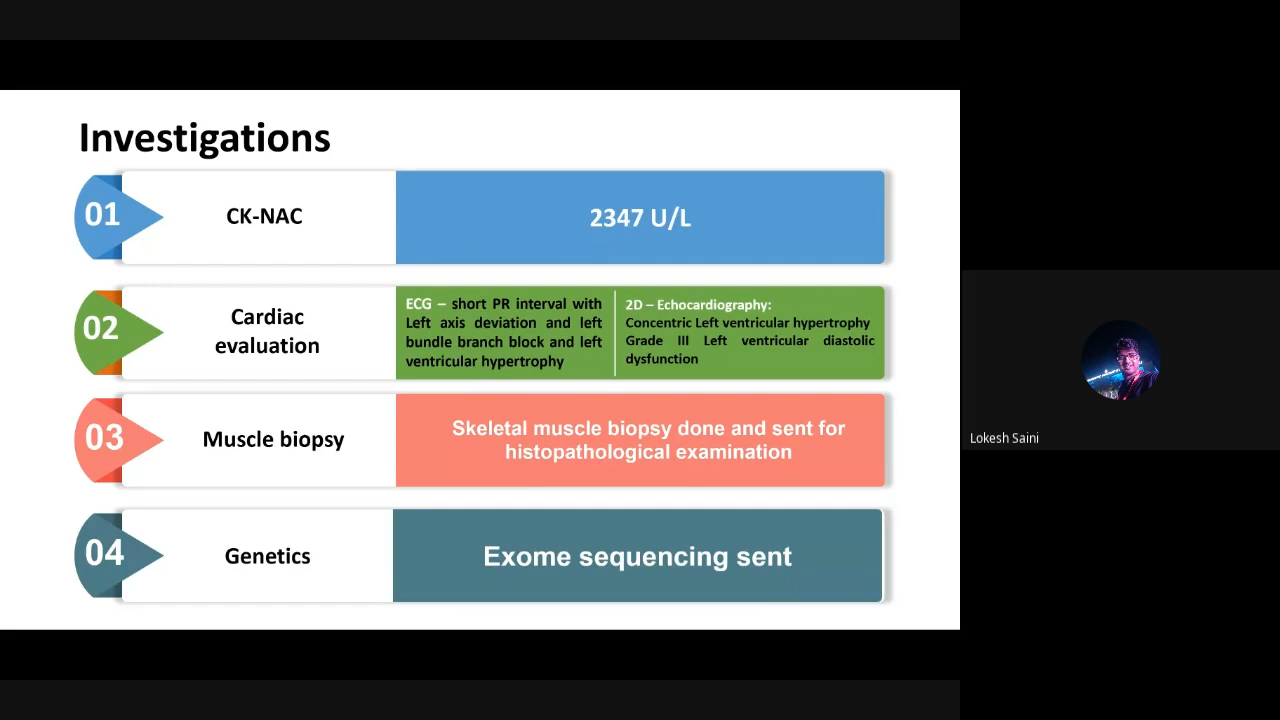 Investigations
01
CK-NAC
2347 U/L
02
Cardiac
evaluation
ECG – short PR interval with
Left axis deviation and left
bundle branch block and left
ventricular hypertrophy
2D – Echocardiography:
Concentric Left ventricular hypertrophy
Grade III Left ventricular diastolic
dysfunction
03
Muscle biopsy
Skeletal muscle biopsy done and sent for
histopathological examination
04
Genetics
Exome sequencing sent
Lokesh Saini